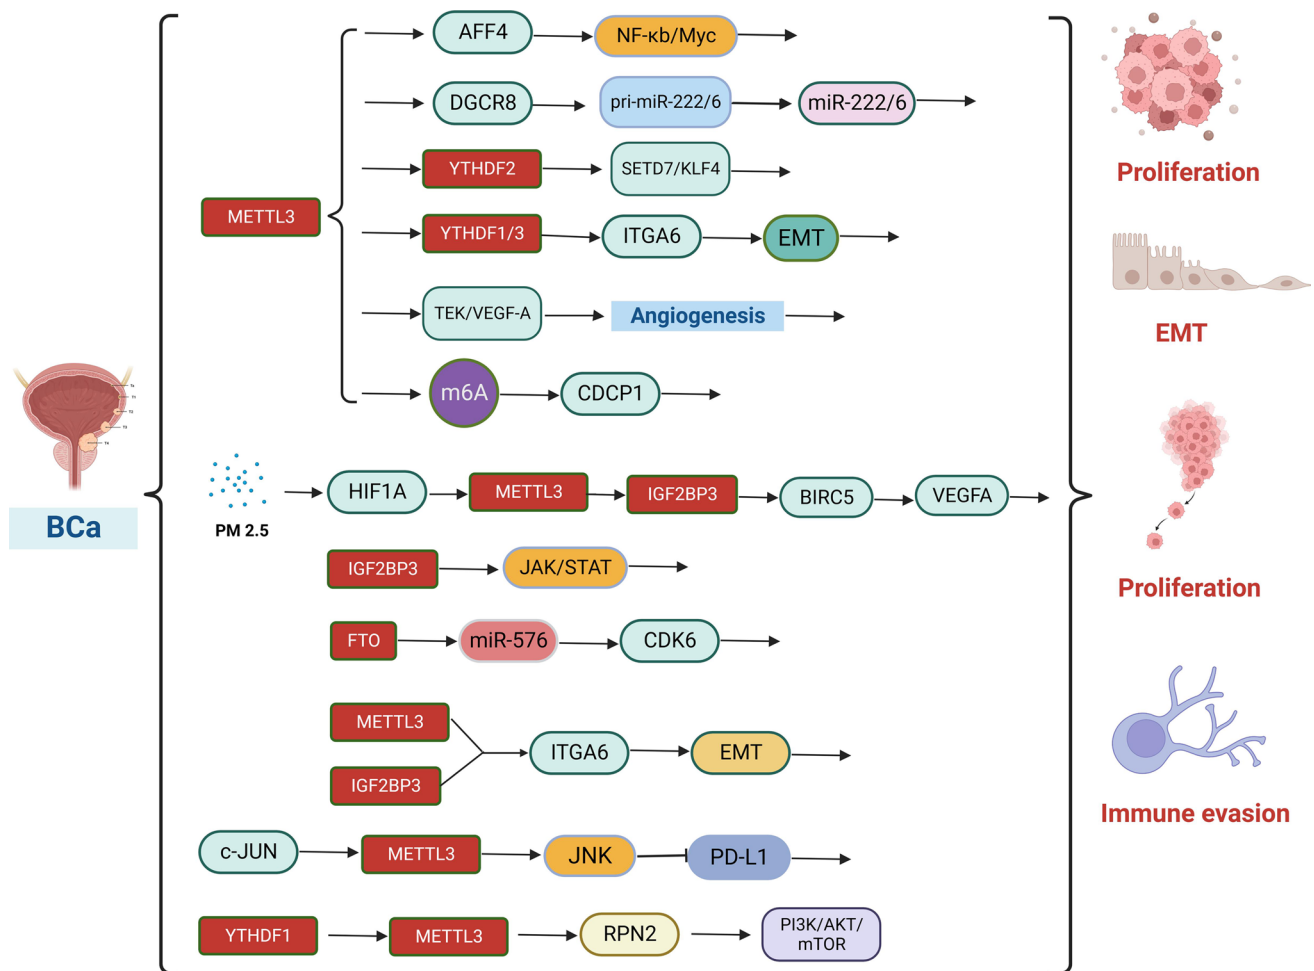 AFF4
NF-κb/Myc
DGCR8
pri-miR-222/6
miR-222/6
YTHDF2
SETD7/KLF4
METTL3
YTHDF1/3
ITGA6
EMT
TEK/VEGF-A
Angiogenesis
m6A
CDCP1
BCa
PM 2.5
HIF1A
METTL3
IGF2BP3
BIRC5
VEGFA
IGF2BP3
JAK/STAT
FTO
miR-576
CDK6
METTL3
IGF2BP3
ITGA6
EMT
c-JUN
METTL3
JNK
PD-L1
YTHDF1
METTL3
RPN2
PI3K/AKT/
mTOR
Proliferation
EMT
Proliferation
Immune evasion